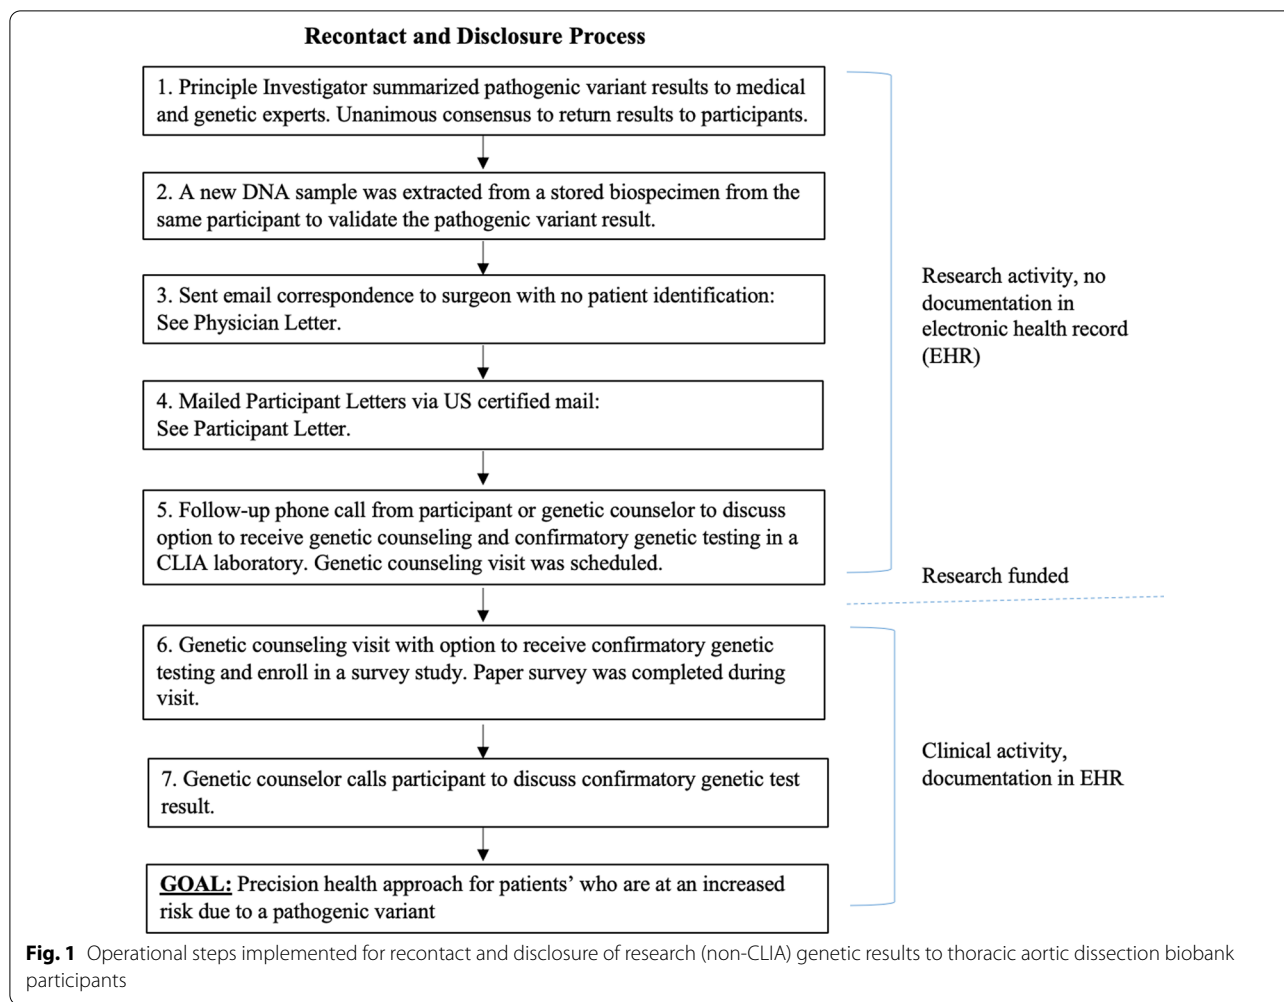 Recontact and Disclosure Process
1. Principle Investigator summarized pathogenic variant results to medical
and genetic experts. Unanimous consensus to return results to participants.
2. A new DNA sample was extracted from a stored biospecimen from the
same participant to validate the pathogenic variant result.
3. Sent email correspondence to surgeon with no patient identification:
See Physician Letter.
4. Mailed Participant Letters via US certified mail:
See Participant Letter.
5. Follow-up phone call from participant or genetic counselor to discuss
option to receive genetic counseling and confirmatory genetic testing in a
CLIA laboratory. Genetic counseling visit was scheduled.
Research activity, no
documentation in
electronic health record
(EHR)
Research funded
6. Genetic counseling visit with option to receive confirmatory genetic
testing and enroll in a survey study. Paper survey was completed during
visit.
7. Genetic counselor calls participant to discuss confirmatory genetic test
result.
GOAL: Precision health approach for patients’ who are at an increased
risk due to a pathogenic variant
Clinical activity,
documentation in EHR
Fig. 1 Operational steps implemented for recontact and disclosure of research (non-CLIA) genetic results to thoracic aortic dissection biobank
participants